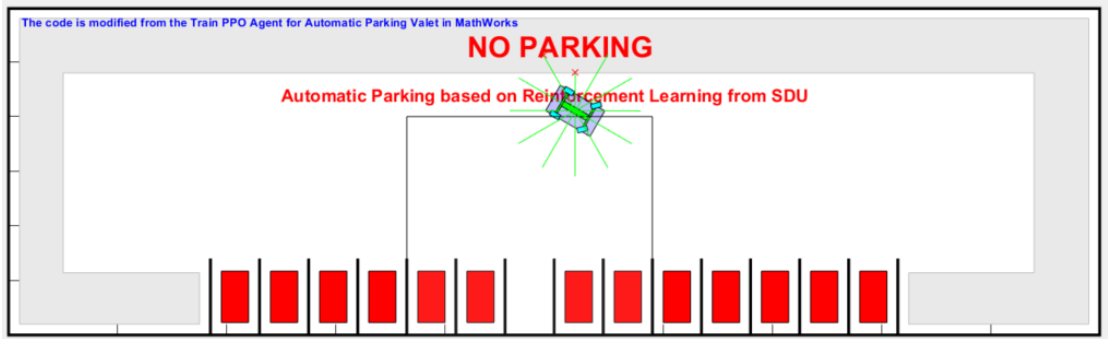 The code is modified from the Train PPO Agent for Automatic Parking Valet in MathWorks
NO PARKING
Automatic Parking based on Reinforcement Learning from SDU